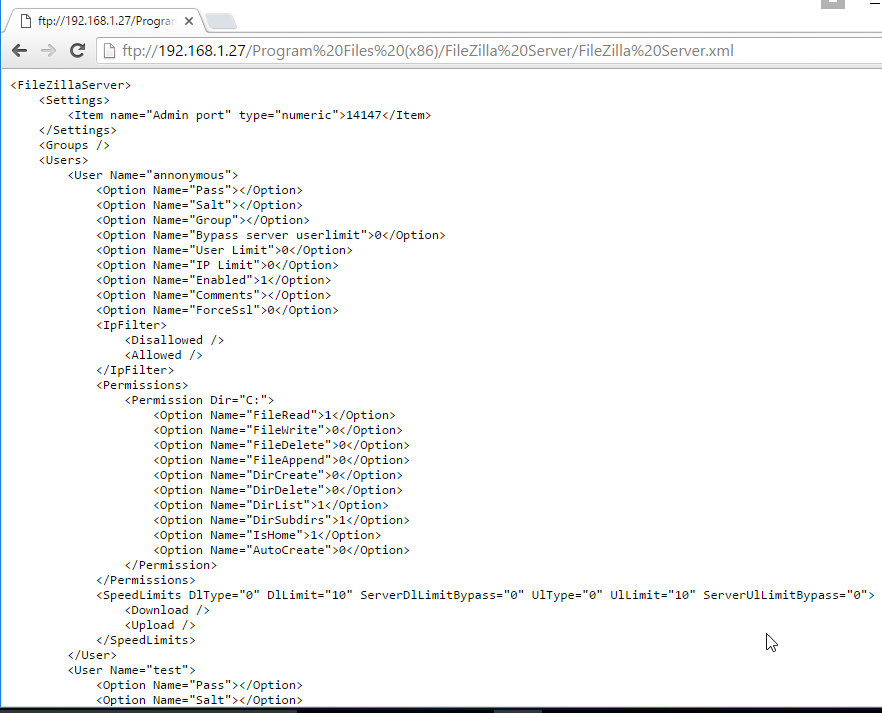 ftp://192.168.1.27/Progra
ftp://192.168.1.27/Program%20Files%20(x86)/FileZilla%20Server/FileZilla%20Server.xml
<FileZillaServer>
<Settings>
<Item name="Admin port" type="numeric">14147</Item>
</Settings>
<Groups />
<Users>
<User Name="annonymous">
<Option Name="Pass"></Option>
<Option Name="Salt"></Option>
<Option Name="Group"></Option>
<Option Name="Bypass server userlimit">0</Option>
<Option Name="User Limit">0</Option>
<Option Name="IP Limit">0</Option>
<Option Name="Enabled">1</Option>
<Option Name="Comments"></Option>
<Option Name="ForceSsl">0</Option>
<IpFilter>
<Disallowed />
<Allowed />
</IpFilter>
<Permissions>
<Permission Dir="C:">
<Option Name="FileRead">1</Option>
<Option Name="FileWrite">0</Option>
<Option Name="FileDelete">0</Option>
<Option Name="FileAppend">0</Option>
<Option Name="DirCreate">0</Option>
<Option Name="DirDelete">0</Option>
<Option Name="DirList">1</Option>
<Option Name="DirSubdirs">1</Option>
<Option Name="IsHome">1</Option>
<Option Name="AutoCreate">0</Option>
</Permission>
</Permissions>
<SpeedLimits DlType="0" DlLimit="10" ServerDlLimitBypass="0" UlType="0" UlLimit="10" ServerUlLimitBypass="0">
<Download />
<Upload />
</SpeedLimits>
</User>
<User Name="test">
<Option Name="Pass"></Option>
<Option Name="Salt"></Option>